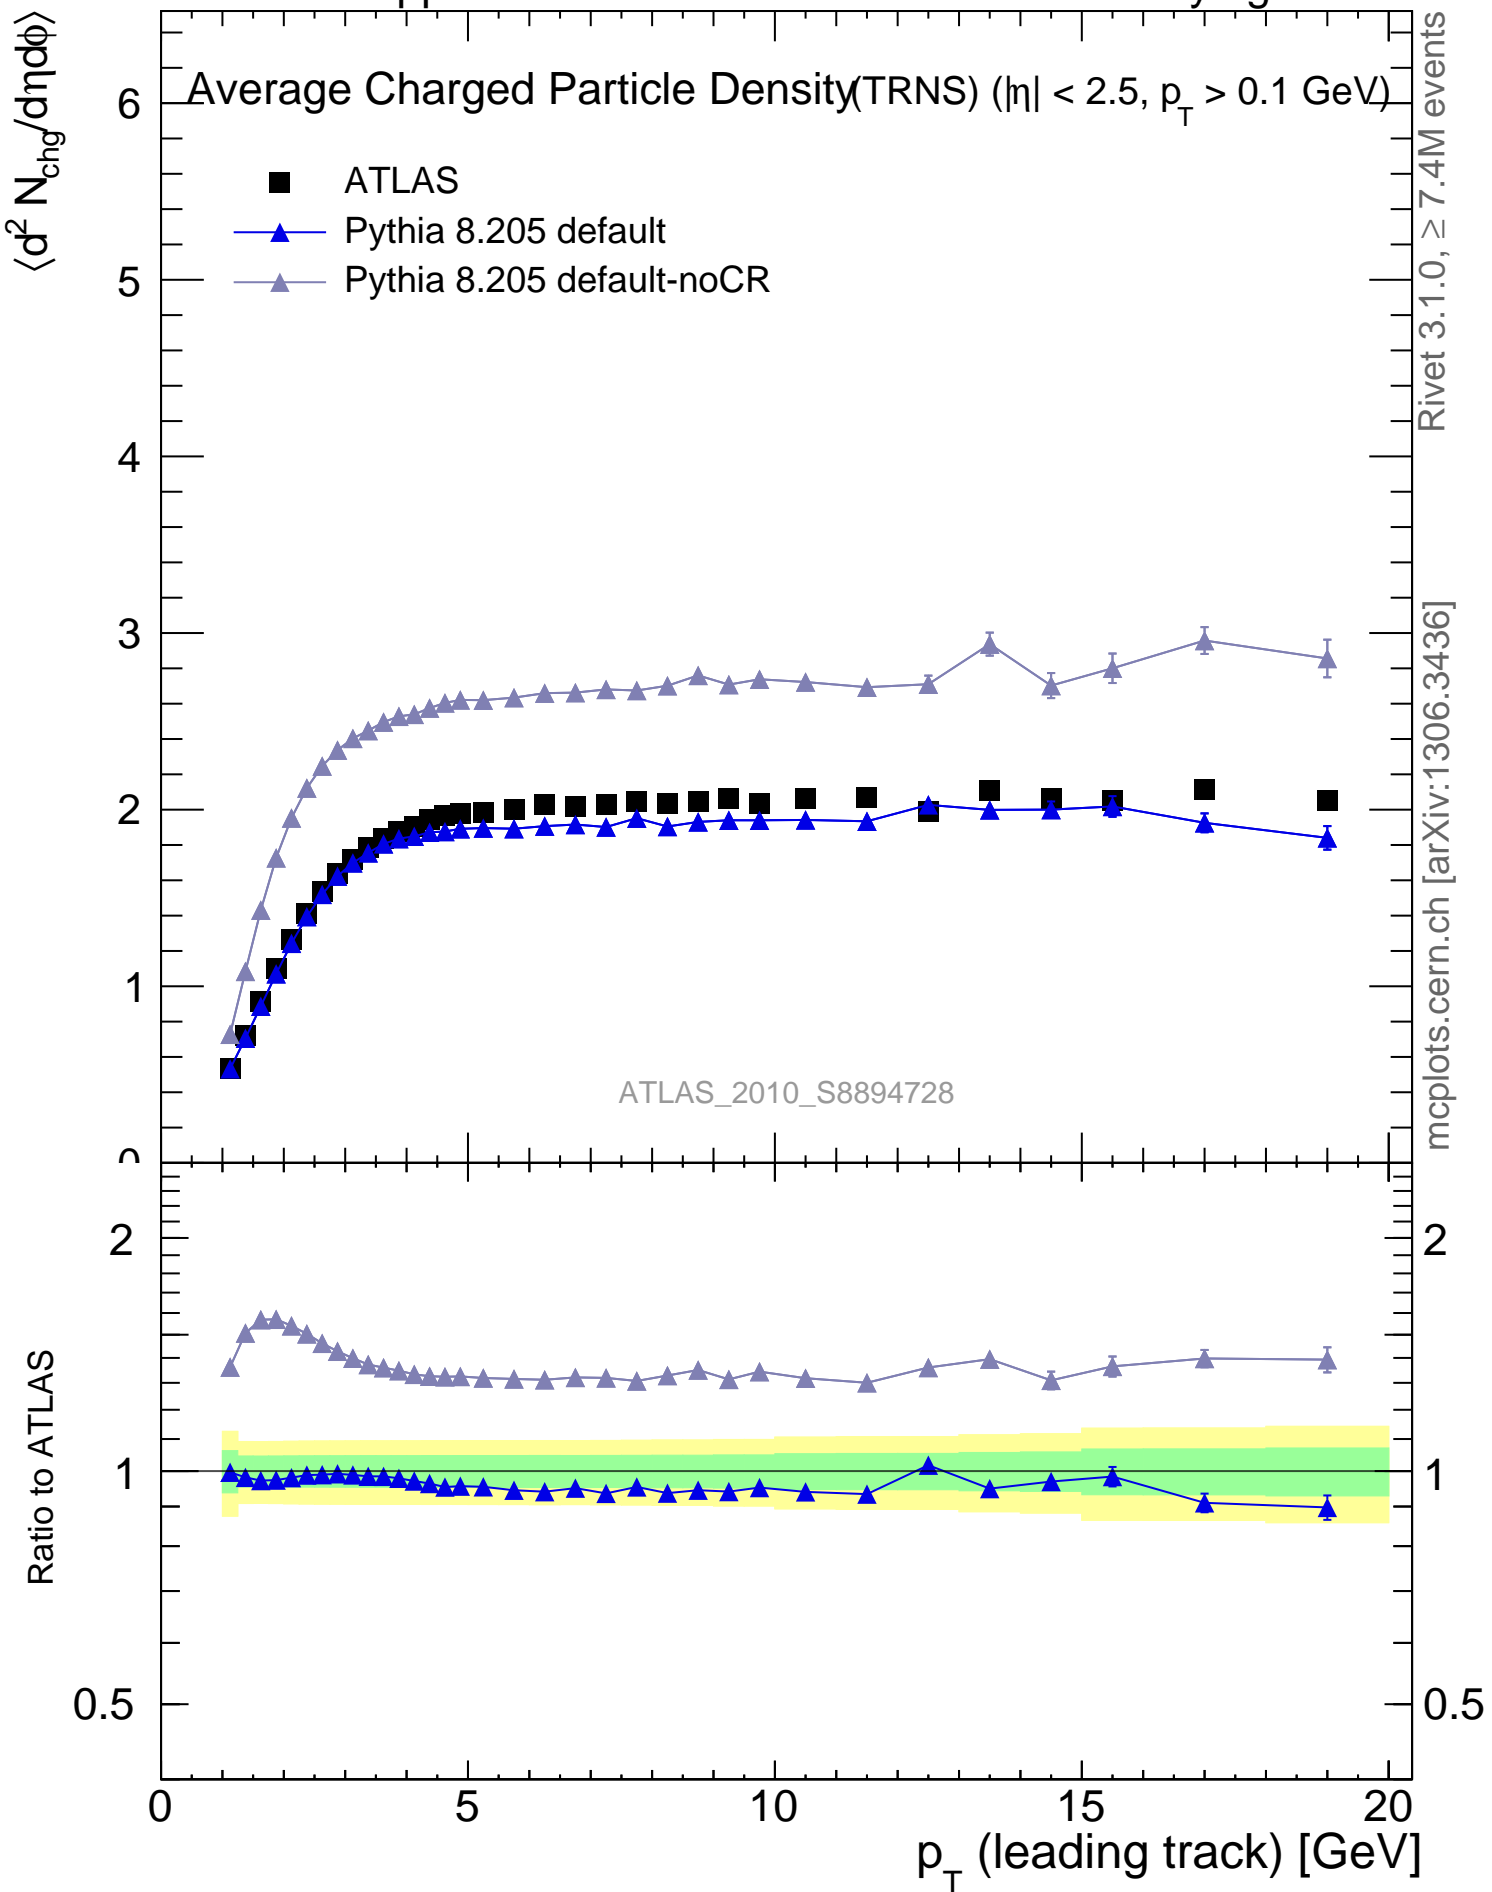 Average Charged Particle Density (TRNS) (|η| < 2.5, p_T > 0.1 GeV)
⟨d² N_chg/dηdϕ⟩
ATLAS
Pythia 8.205 default
Pythia 8.205 default-noCR
6
5
4
3
2
1
0
ATLAS_2010_S8894728
Rivet 3.1.0, ≥ 7.4M events
mcplots.cern.ch [arXiv:1306.3436]
Ratio to ATLAS
2
1
0.5
2
1
0.5
0
5
10
15
20
p_T (leading track) [GeV]